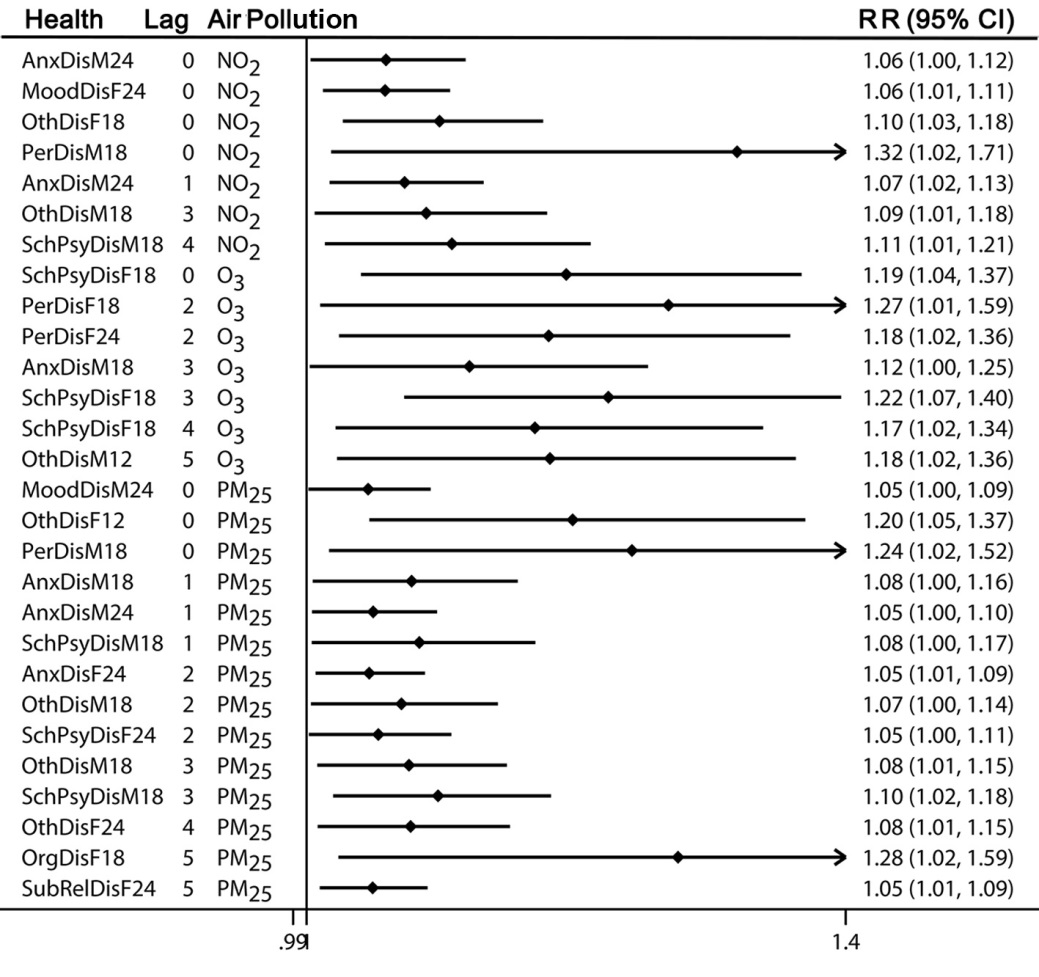 Health Lag Air Pollution RR (95% CI)
AnxDisM24 0 NO2 1.06 (1.00, 1.12)
MoodDisF24 0 NO2 1.06 (1.01, 1.11)
OthDisF18 0 NO2 1.10 (1.03, 1.18)
PerDisM18 0 NO2 1.32 (1.02, 1.71)
AnxDisM24 1 NO2 1.07 (1.02, 1.13)
OthDisM18 3 NO2 1.09 (1.01, 1.18)
SchPsyDisM18 4 NO2 1.11 (1.01, 1.21)
SchPsyDisF18 0 O3 1.19 (1.04, 1.37)
PerDisF18 2 O3 1.27 (1.01, 1.59)
PerDisF24 2 O3 1.18 (1.02, 1.36)
AnxDisM18 3 O3 1.12 (1.00, 1.25)
SchPsyDisF18 3 O3 1.22 (1.07, 1.40)
SchPsyDisF18 4 O3 1.17 (1.02, 1.34)
OthDisM12 5 O3 1.18 (1.02, 1.36)
MoodDisM24 0 PM25 1.05 (1.00, 1.09)
OthDisF12 0 PM25 1.20 (1.05, 1.37)
PerDisM18 0 PM25 1.24 (1.02, 1.52)
AnxDisM18 1 PM25 1.08 (1.00, 1.16)
AnxDisM24 1 PM25 1.05 (1.00, 1.10)
SchPsyDisM18 1 PM25 1.08 (1.00, 1.17)
AnxDisF24 2 PM25 1.05 (1.01, 1.09)
OthDisM18 2 PM25 1.07 (1.00, 1.14)
SchPsyDisF24 2 PM25 1.05 (1.00, 1.11)
OthDisM18 3 PM25 1.08 (1.01, 1.15)
SchPsyDisM18 3 PM25 1.10 (1.02, 1.18)
OthDisF24 4 PM25 1.08 (1.01, 1.15)
OrgDisF18 5 PM25 1.28 (1.02, 1.59)
SubRelDisF24 5 PM25 1.05 (1.01, 1.09)
.99 1 1.4